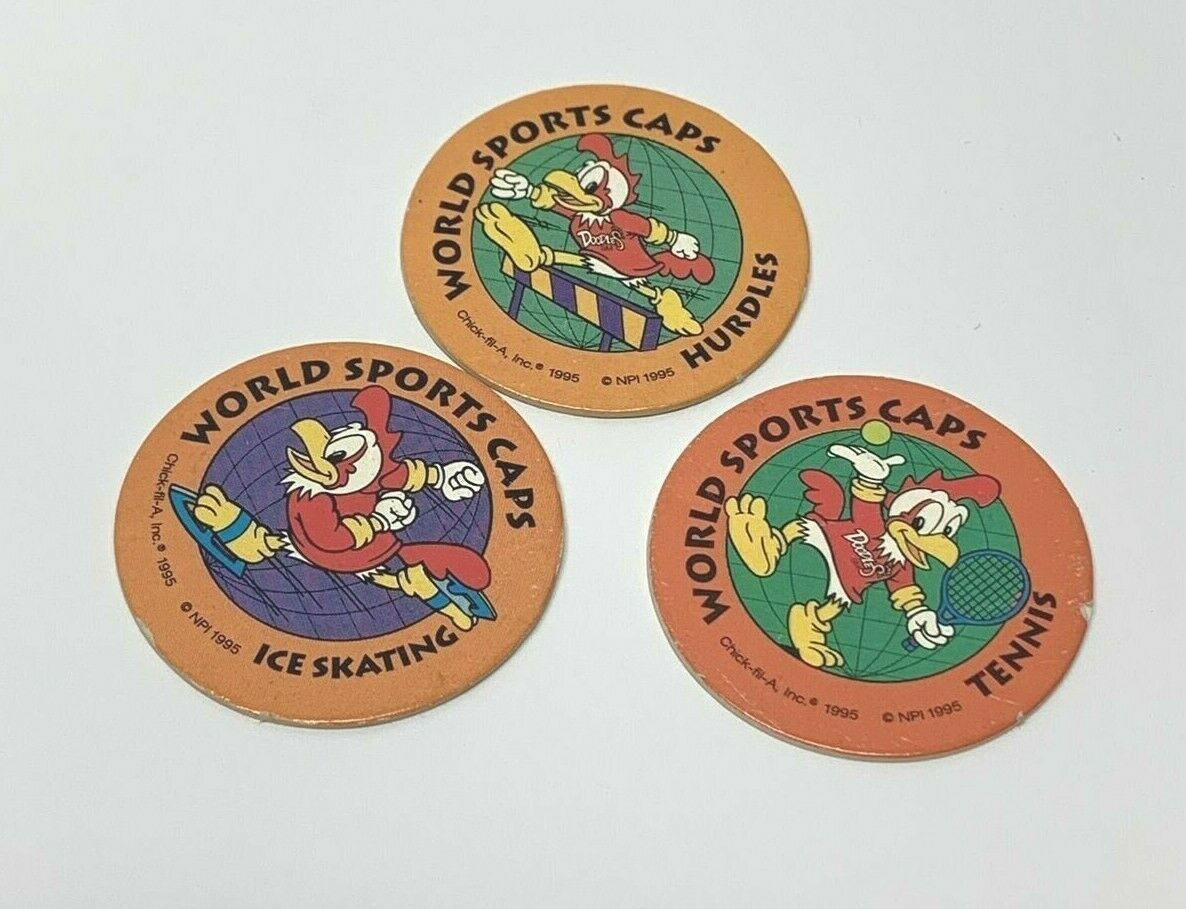 WORLD SPORTS CAPS
DOODLES
HURDLES
Chick-fil-A, Inc.® 1995 © NPI 1995
WORLD SPORTS CAPS
Chick-fil-A, Inc.® 1995
© NPI 1995
ICE SKATING
WORLD SPORTS CAPS
DOODLES
TENNIS
Chick-fil-A, Inc.® 1995 © NPI 1995